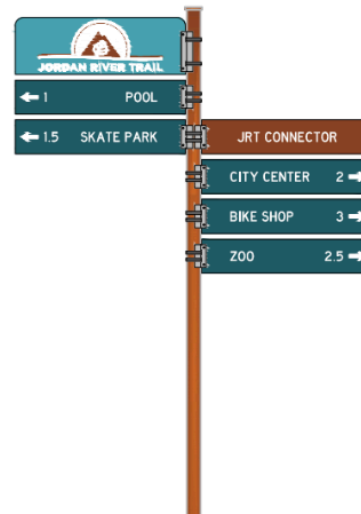 JORDAN RIVER TRAIL
← 1 POOL
← 1.5 SKATE PARK
JRT CONNECTOR
CITY CENTER 2 →
BIKE SHOP 3 →
ZOO 2.5 →